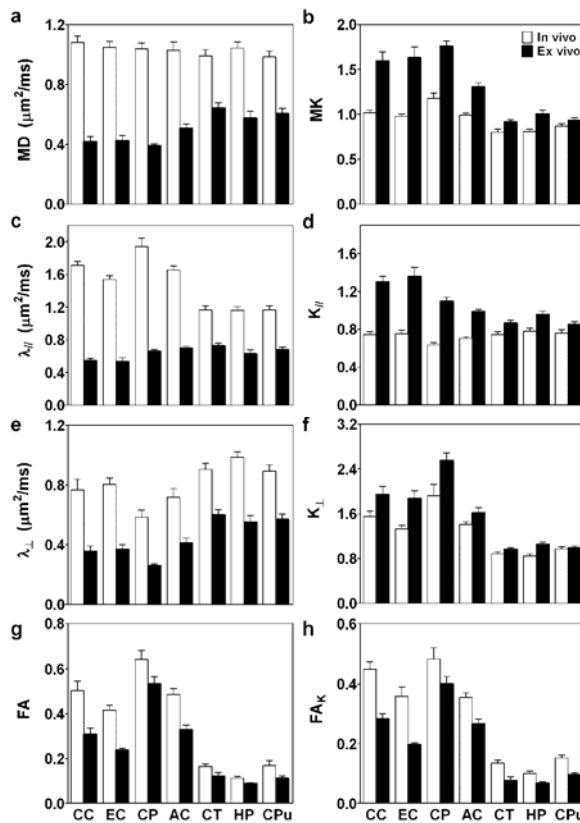 a
1.2
0.8
0.4
0.0
MD (μm²/ms)
b
2.0
1.5
1.0
0.5
0.0
MK
In vivo
Ex vivo
c
2.0
1.6
1.2
0.8
0.4
0.0
λ// (μm²/ms)
d
1.6
1.2
0.8
0.4
0.0
K//
e
1.2
0.8
0.4
0.0
λ⊥ (μm²/ms)
f
3.2
2.4
1.6
0.8
0.0
K⊥
g
0.8
0.6
0.4
0.2
0.0
FA
CC EC CP AC CT HP CPu
h
0.6
0.4
0.2
0.0
FAK
CC EC CP AC CT HP CPu